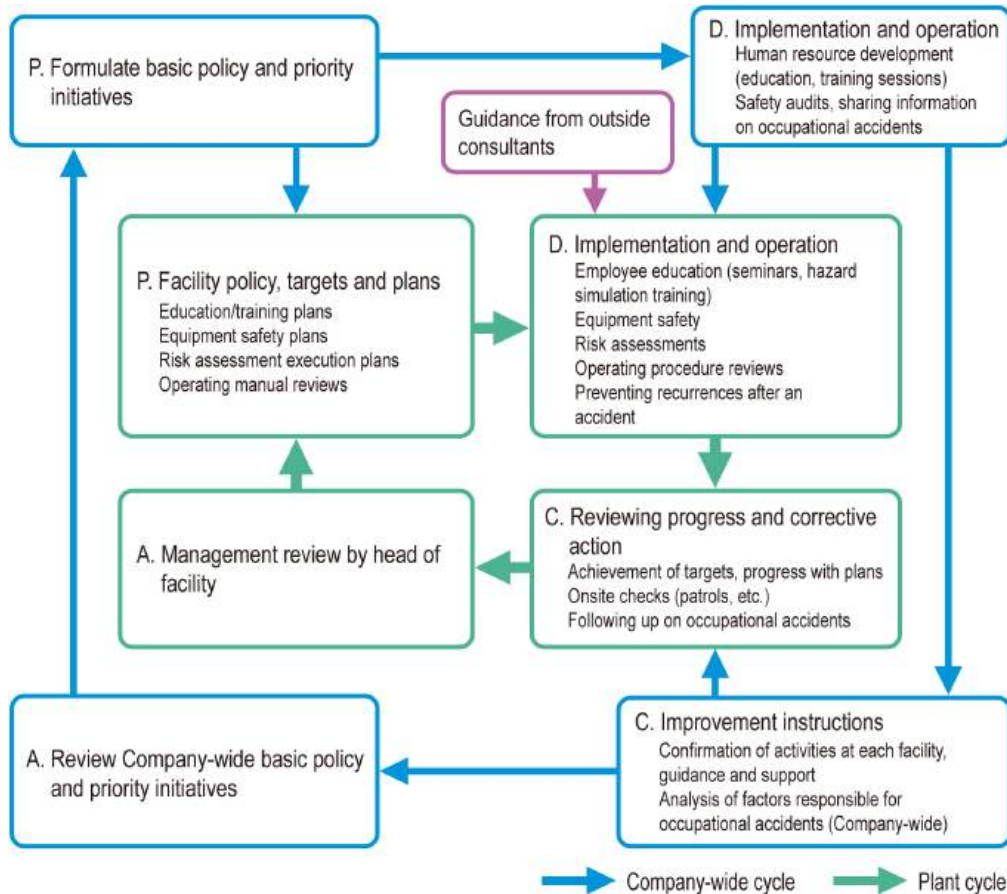 P. Formulate basic policy and priority
initiatives
D. Implementation and operation
Human resource development
(education, training sessions)
Safety audits, sharing information
on occupational accidents
Guidance from outside
consultants
P. Facility policy, targets and plans
Education/training plans
Equipment safety plans
Risk assessment execution plans
Operating manual reviews
D. Implementation and operation
Employee education (seminars, hazard
simulation training)
Equipment safety
Risk assessments
Operating procedure reviews
Preventing recurrences after an
accident
A. Management review by head of
facility
C. Reviewing progress and corrective
action
Achievement of targets, progress with plans
Onsite checks (patrols, etc.)
Following up on occupational accidents
A. Review Company-wide basic policy
and priority initiatives
C. Improvement instructions
Confirmation of activities at each facility,
guidance and support
Analysis of factors responsible for
occupational accidents (Company-wide)
Company-wide cycle
Plant cycle